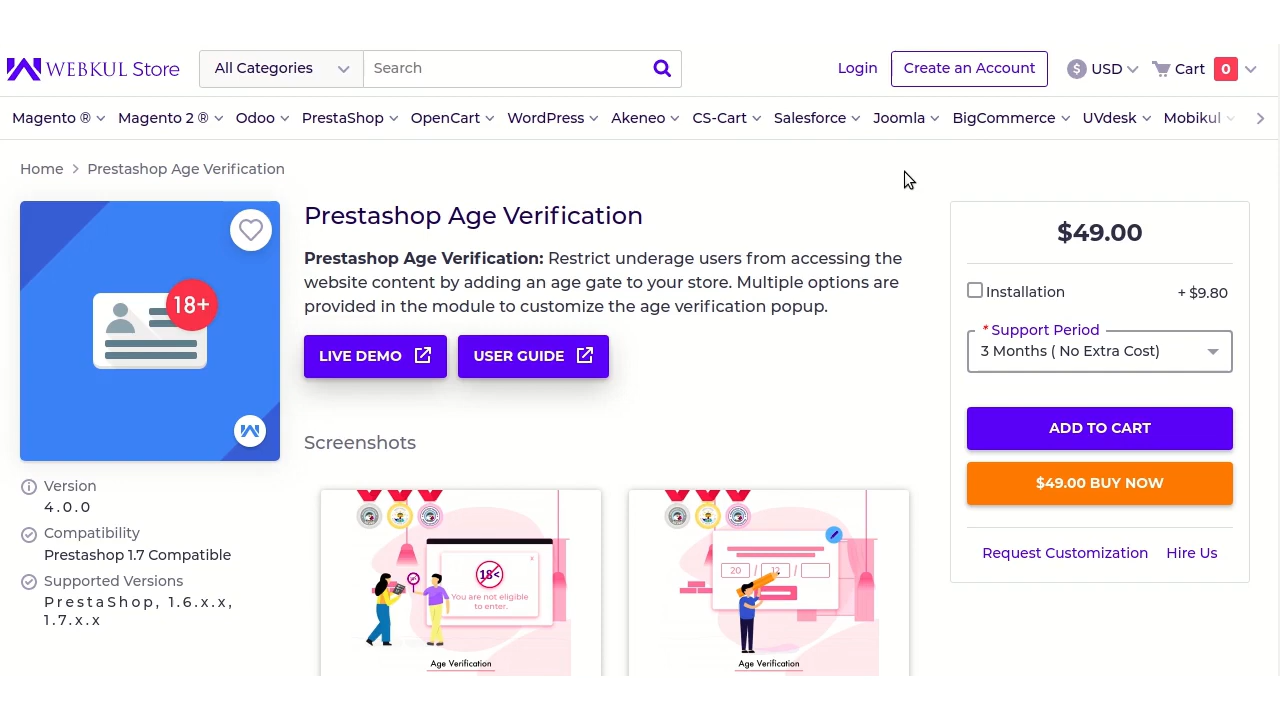 WEBKUL Store
All Categories
Search
Login
Create an Account
$ USD
Cart
0
Magento ®
Magento 2 ®
Odoo
PrestaShop
OpenCart
WordPress
Akeneo
CS-Cart
Salesforce
Joomla
BigCommerce
UVdesk
Mobikul
Home > Prestashop Age Verification
18+
Version
4.0.0
Compatibility
Prestashop 1.7 Compatible
Supported Versions
PrestaShop, 1.6.x.x,
1.7.x.x
Prestashop Age Verification
Prestashop Age Verification: Restrict underage users from accessing the
website content by adding an age gate to your store. Multiple options are
provided in the module to customize the age verification popup.
LIVE DEMO
USER GUIDE
Screenshots
18<
You are not eligible
to enter.
Age Verification
20 / 12 /
Age Verification
$49.00
Installation
+ $9.80
* Support Period
3 Months ( No Extra Cost)
ADD TO CART
$49.00 BUY NOW
Request Customization
Hire Us